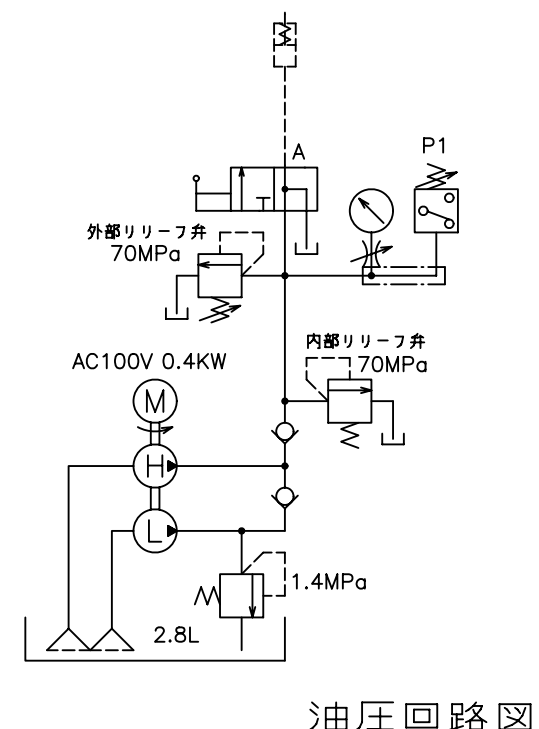 A
P1
外部リリーフ弁
70MPa
内部リリーフ弁
70MPa
AC100V 0.4KW
M
H
L
1.4MPa
2.8L
油圧回路図